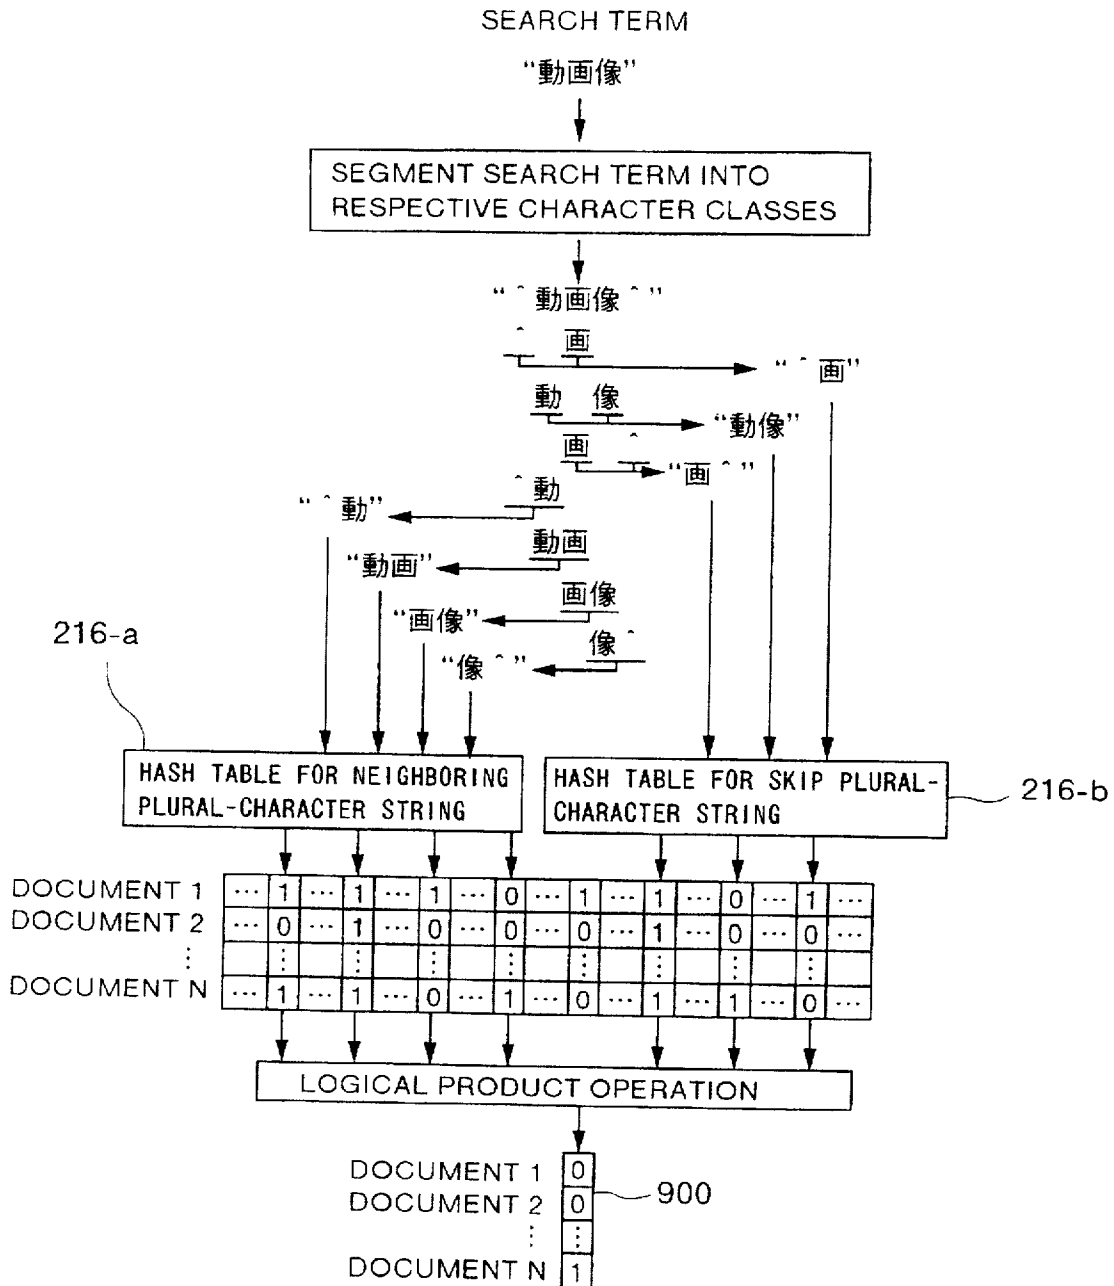 SEARCH TERM
“動画像”
SEGMENT SEARCH TERM INTO
RESPECTIVE CHARACTER CLASSES
“＾動画像＾”
＾ 画
“＾画”
動 像
“動像”
画 ＾
“画＾”
＾動
“＾動”
動画
“動画”
画像
“画像”
像＾
“像＾”
216-a
HASH TABLE FOR NEIGHBORING
PLURAL-CHARACTER STRING
HASH TABLE FOR SKIP PLURAL-
CHARACTER STRING
216-b
DOCUMENT 1 ··· 1 ··· 1 ··· 1 ··· 0 ··· 1 ··· 1 ··· 0 ··· 1 ···
DOCUMENT 2 ··· 0 ··· 1 ··· 0 ··· 0 ··· 0 ··· 1 ··· 0 ··· 0 ···
⋮ ⋮ ⋮ ⋮ ⋮ ⋮ ⋮ ⋮ ⋮
DOCUMENT N ··· 1 ··· 1 ··· 0 ··· 1 ··· 0 ··· 1 ··· 1 ··· 0 ···
LOGICAL PRODUCT OPERATION
DOCUMENT 1 0
DOCUMENT 2 0
900
⋮ ⋮
DOCUMENT N 1